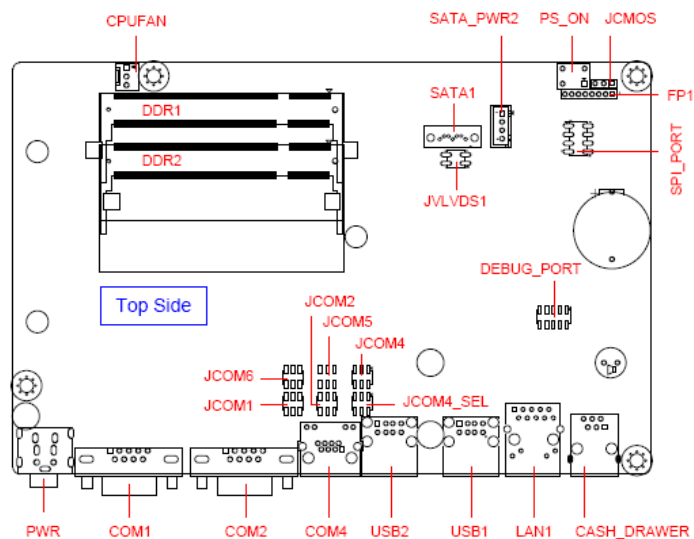 CPUFAN
SATA_PWR2
PS_ON
JCMOS
SATA1
FP1
DDR1
DDR2
SPI_PORT
JVLVDS1
DEBUG_PORT
Top Side
JCOM2
JCOM5
JCOM4
JCOM6
JCOM1
JCOM4_SEL
PWR
COM1
COM2
COM4
USB2
USB1
LAN1
CASH_DRAWER